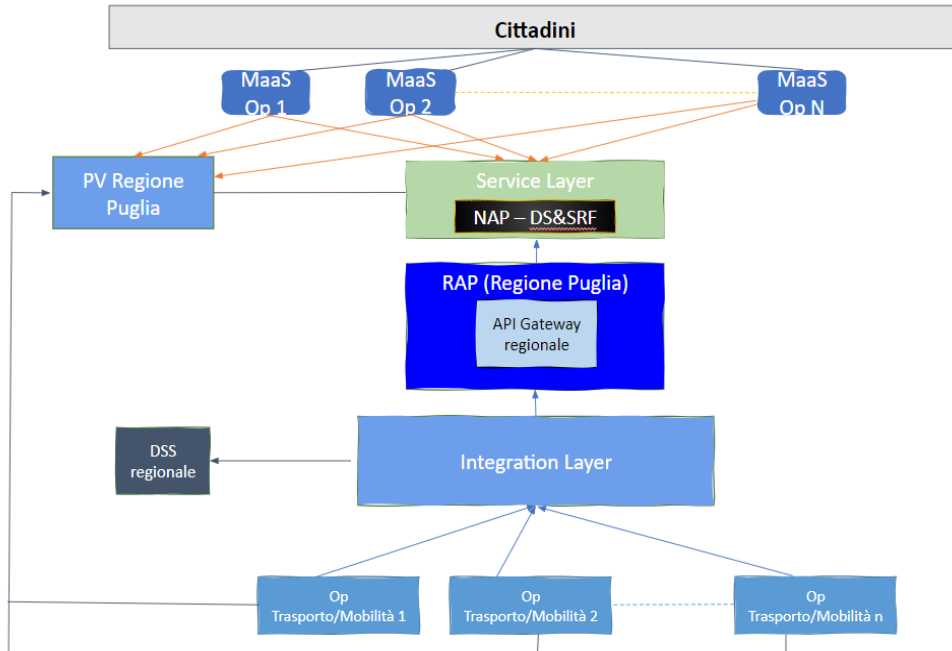 Cittadini
MaaS
Op 1
MaaS
Op 2
MaaS
Op N
PV Regione
Puglia
Service Layer
NAP – DS&SRF
RAP (Regione Puglia)
API Gateway
regionale
DSS
regionale
Integration Layer
Op
Trasporto/Mobilità 1
Op
Trasporto/Mobilità 2
Op
Trasporto/Mobilità n